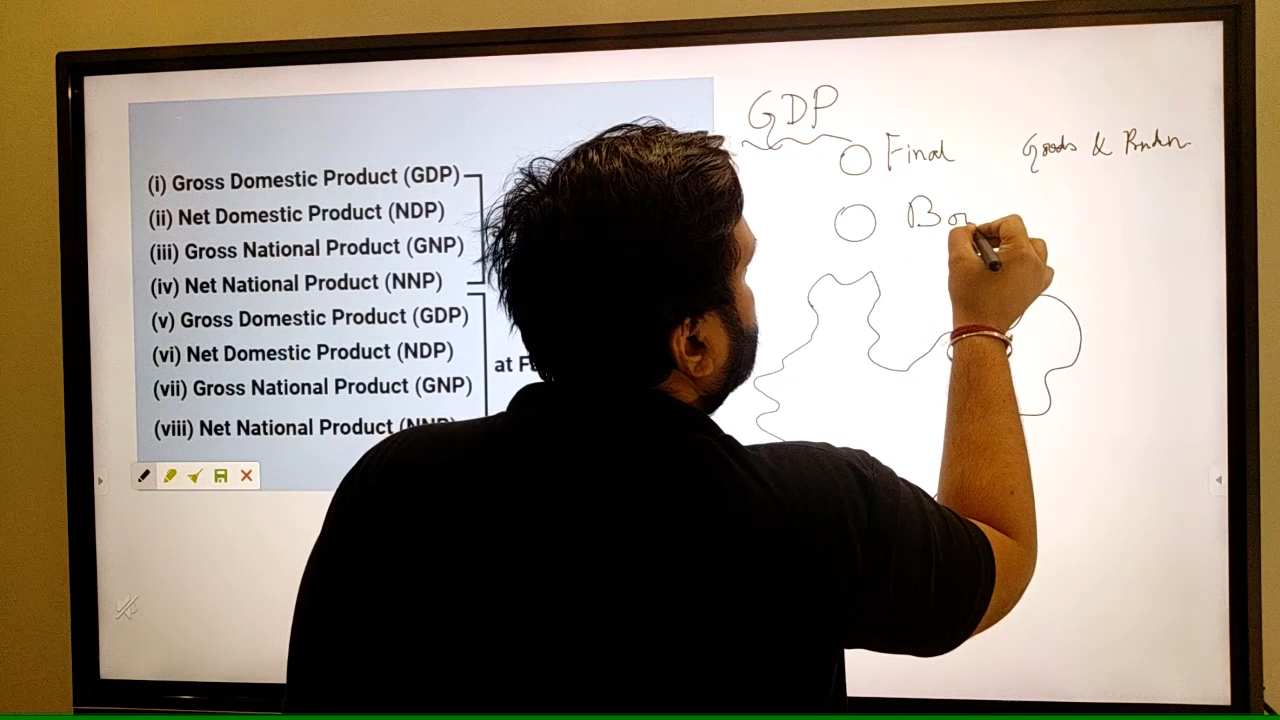 (i) Gross Domestic Product (GDP)
(ii) Net Domestic Product (NDP)
(iii) Gross National Product (GNP)
(iv) Net National Product (NNP)
(v) Gross Domestic Product (GDP)
(vi) Net Domestic Product (NDP)
(vii) Gross National Product (GNP)
(viii) Net National Product (NNP)
at
GDP
Final Goods &